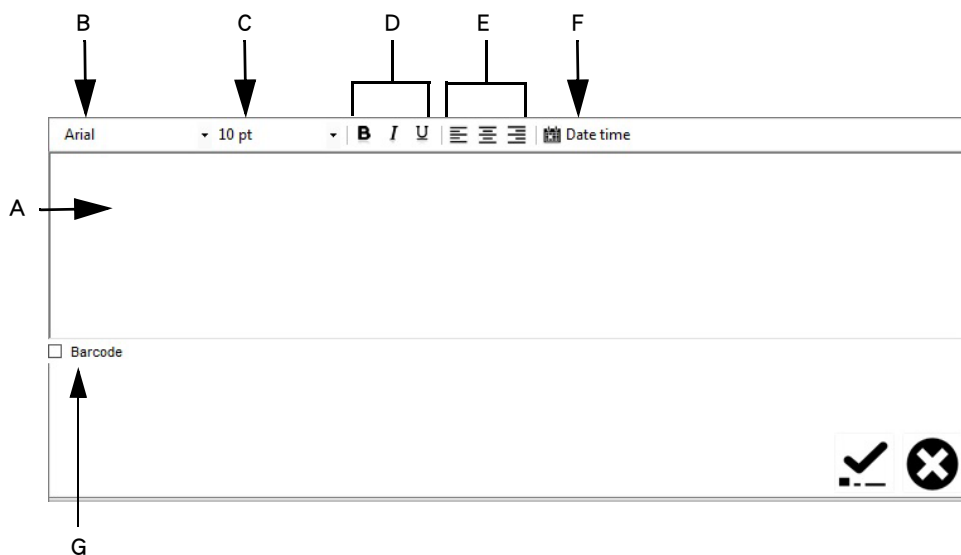 B C D E F
Arial 10 pt B I U Date time
A
Barcode
G